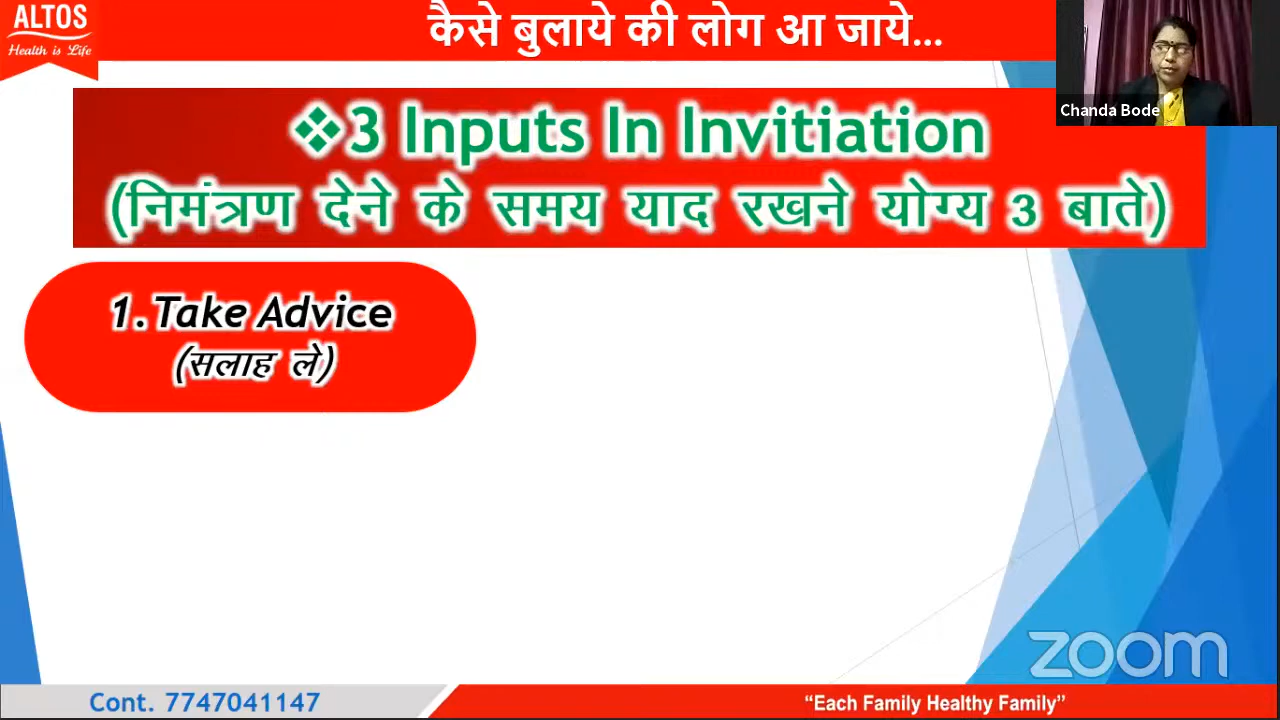 ALTOS
Health is Life
कैसे बुलाये की लोग आ जाये...
Chanda Bode
❖3 Inputs In Invitiation
(निमंत्रण देने के समय याद रखने योग्य 3 बाते)
1.Take Advice
(सलाह ले)
zoom
Cont. 7747041147
“Each Family Healthy Family”